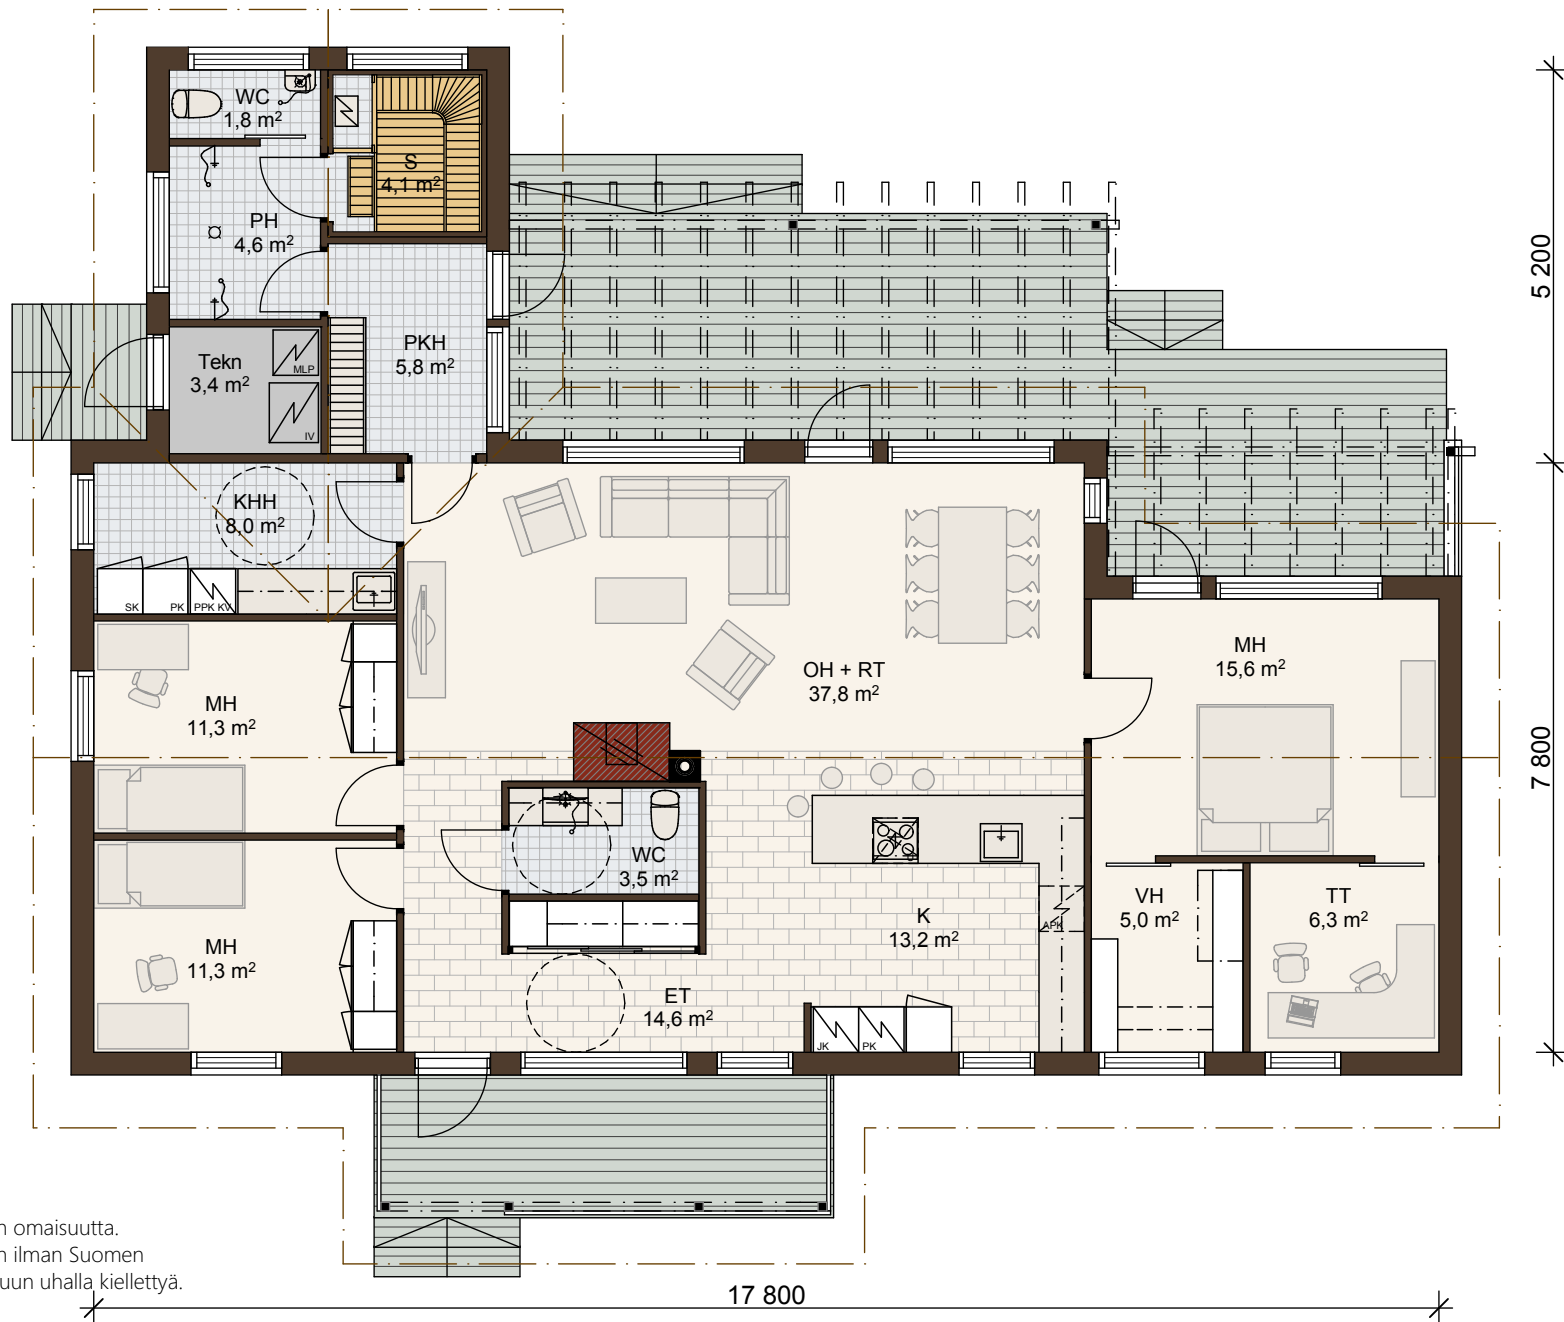 WC
1,8 m²
S
4,1 m²
PH
4,6 m²
5 200
Tekn
3,4 m²
MLP
IV
PKH
5,8 m²
KHH
8,0 m²
SK
PK
PPK KV
MH
11,3 m²
OH + RT
37,8 m²
MH
15,6 m²
7 800
WC
3,5 m²
K
13,2 m²
APK
VH
5,0 m²
TT
6,3 m²
MH
11,3 m²
ET
14,6 m²
JK
PK
n omaisuutta.
n ilman Suomen
uun uhalla kiellettyä.
17 800